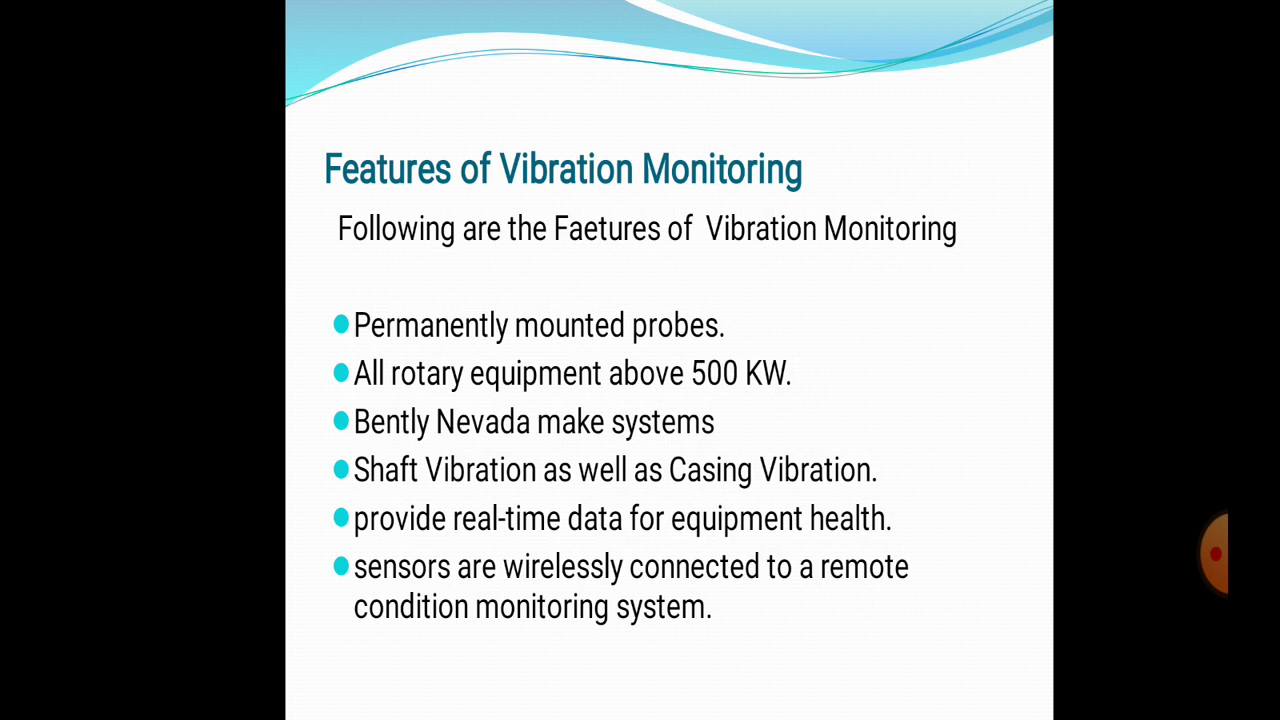 Features of Vibration Monitoring
Following are the Faetures of Vibration Monitoring
Permanently mounted probes.
All rotary equipment above 500 KW.
Bently Nevada make systems
Shaft Vibration as well as Casing Vibration.
provide real-time data for equipment health.
sensors are wirelessly connected to a remote
condition monitoring system.